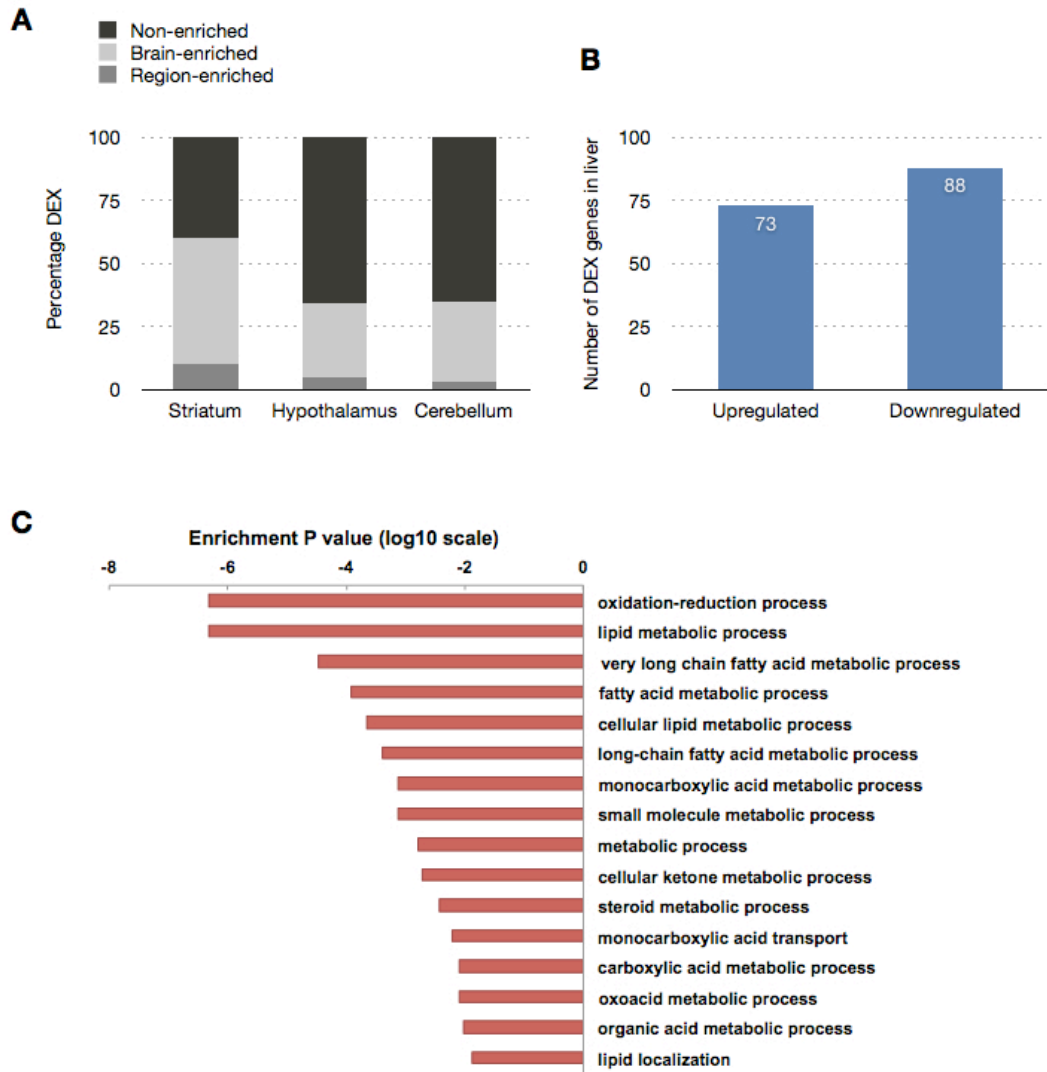 A
Non-enriched
Brain-enriched
Region-enriched
Percentage DEX
100
75
50
25
0
Striatum Hypothalamus Cerebellum
B
Number of DEX genes in liver
100
75
50
25
0
73
88
Upregulated Downregulated
C
Enrichment P value (log10 scale)
-8 -6 -4 -2 0
oxidation-reduction process
lipid metabolic process
very long chain fatty acid metabolic process
fatty acid metabolic process
cellular lipid metabolic process
long-chain fatty acid metabolic process
monocarboxylic acid metabolic process
small molecule metabolic process
metabolic process
cellular ketone metabolic process
steroid metabolic process
monocarboxylic acid transport
carboxylic acid metabolic process
oxoacid metabolic process
organic acid metabolic process
lipid localization